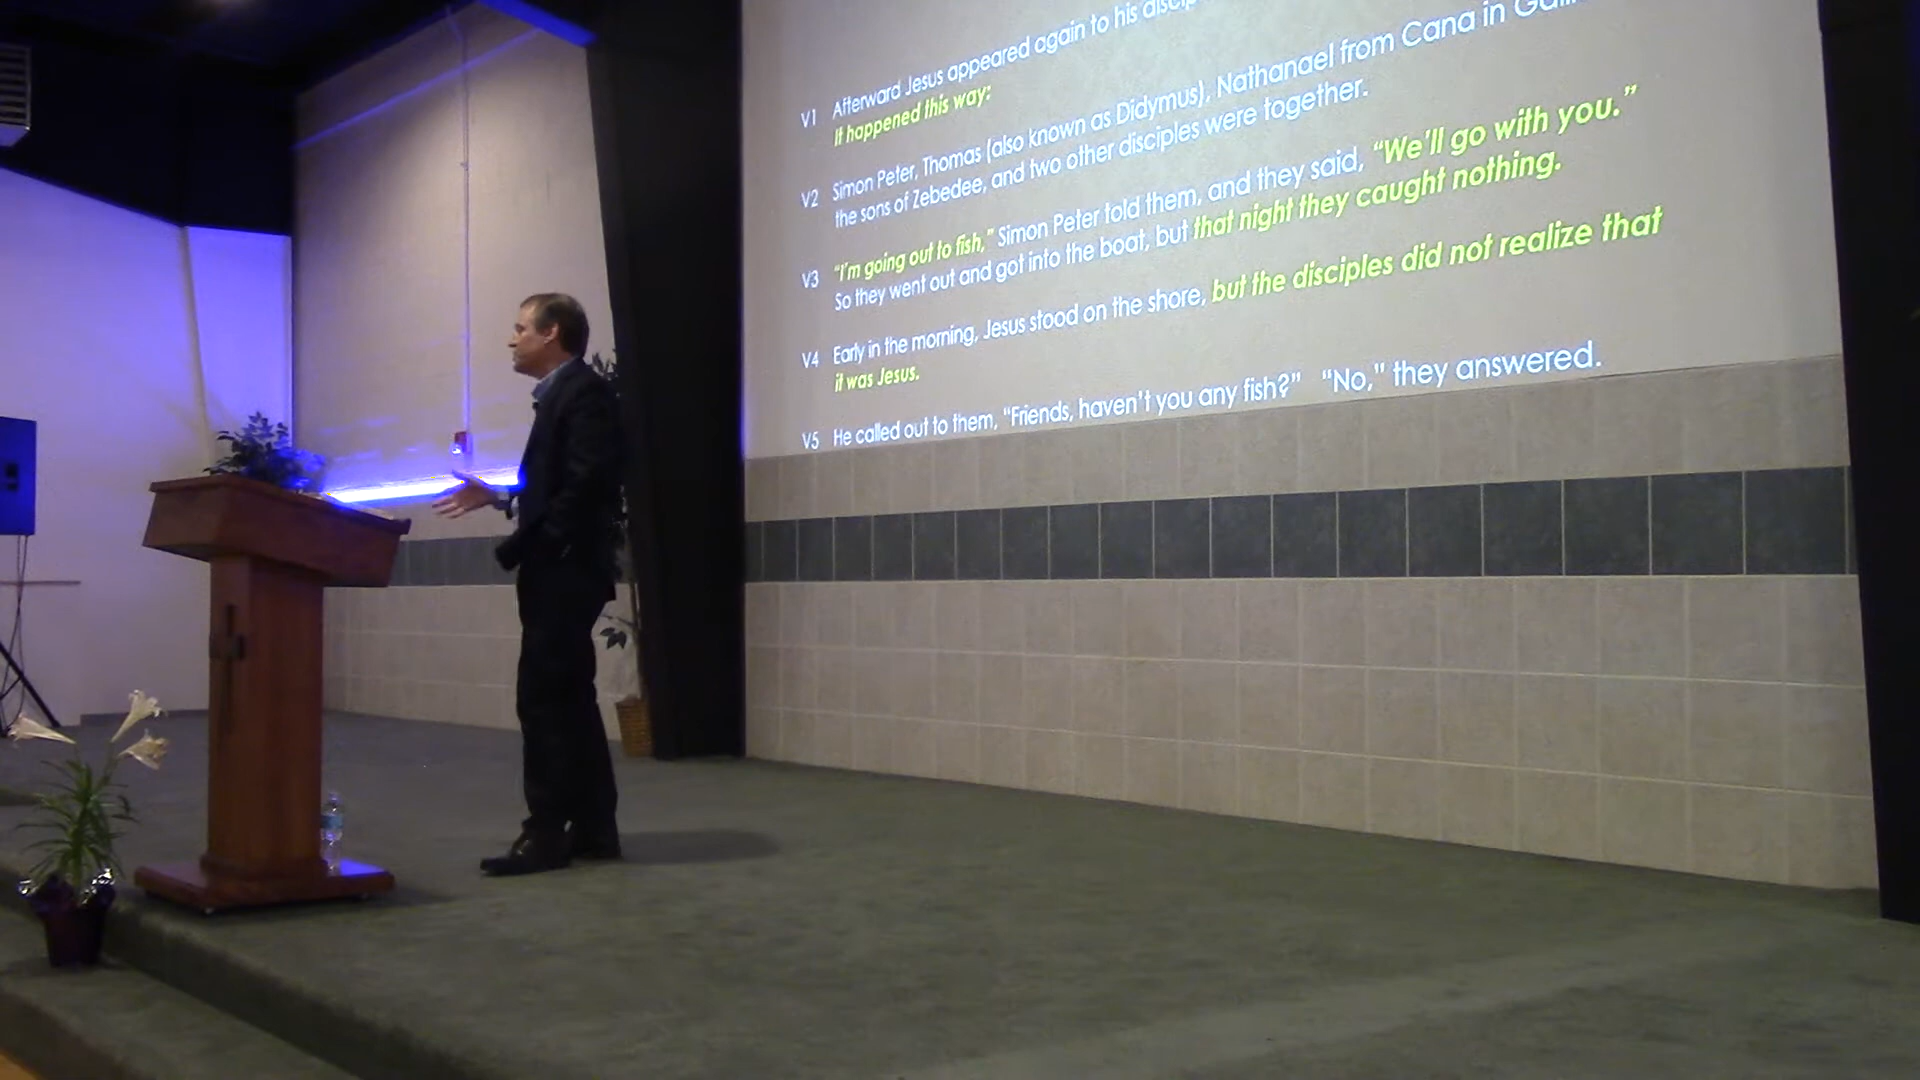 V1 Afterward Jesus appeared again to his
It happened this way:
V2 Simon Peter, Thomas (also known as Didymus), Nathanael from Cana in
the sons of Zebedee, and two other disciples were together.
V3 "I'm going out to fish," Simon Peter told them, and they said, "We'll go with you."
So they went out and got into the boat, but that night they caught nothing.
V4 Early in the morning, Jesus stood on the shore, but the disciples did not realize that
it was Jesus.
V5 He called out to them, "Friends, haven't you any fish?" "No," they answered.